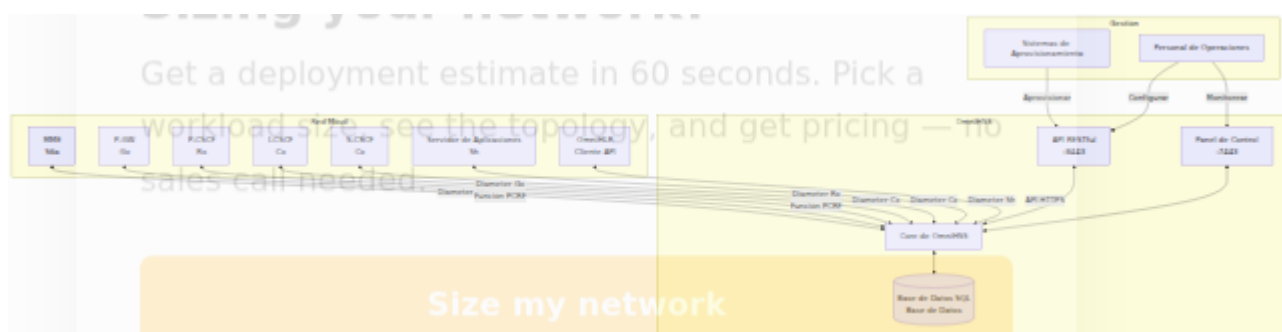 Sizing your network?
Get a deployment estimate in 60 seconds. Pick a
workload size, see the topology, and get pricing — no
sales call needed.
Size my network
Gestión
Sistemas de
Aprovisionamiento
Personal de Operaciones
Aprovisionar
Configurar
Monitorear
Red Móvil
OmniHSS
MME
P-GW
Gx
P-CSCF
Rx
I-CSCF
Cx
S-CSCF
Cx
Servidor de Aplicaciones
Sh
Cliente API
API RESTful
Panel de Control
Diameter
Diameter Gx
Función PCRF
Diameter Rx
Función PCRF
Diameter Cx
Diameter Cx
Diameter Sh
API HTTPS
Core de OmniHSS
Base de Datos SQL
Base de Datos